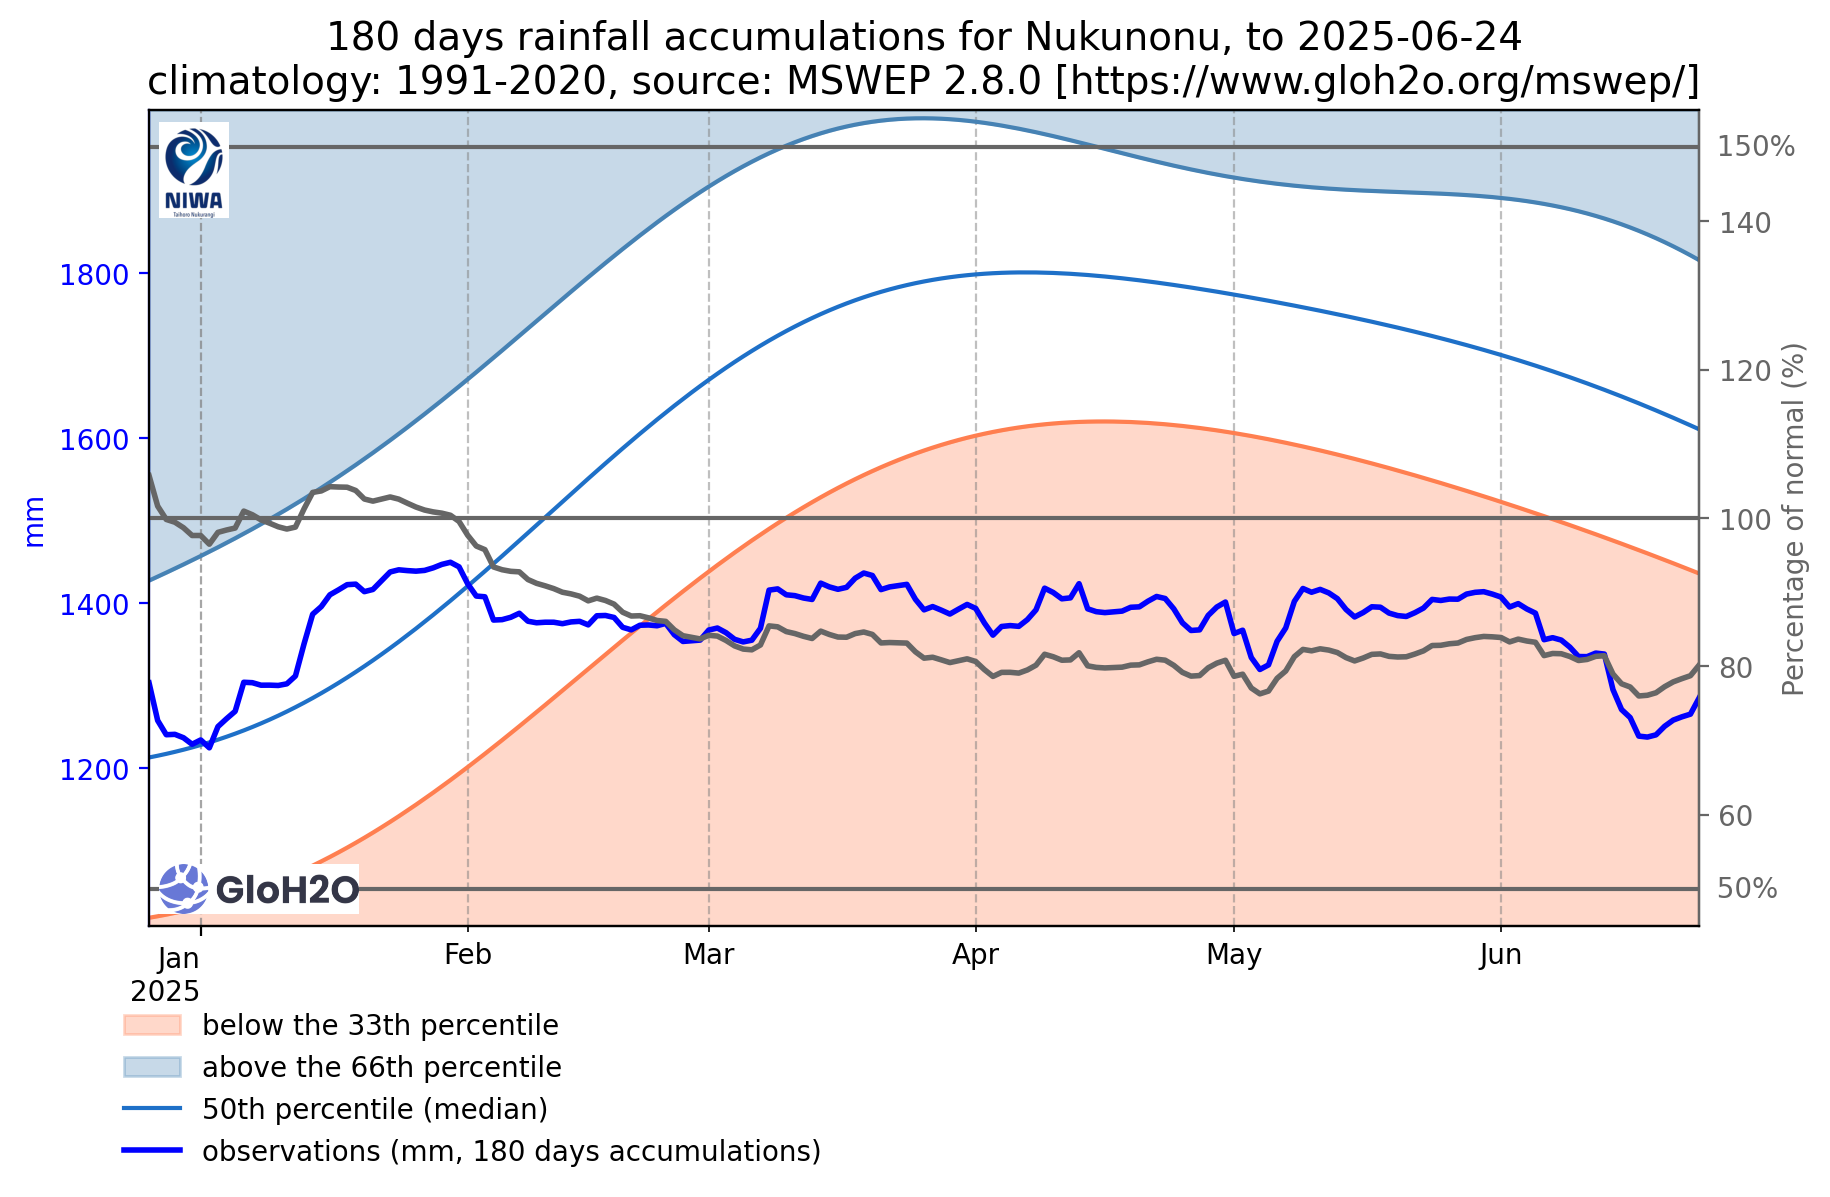 180 days rainfall accumulations for Nukunonu, to 2025-06-24
climatology: 1991-2020, source: MSWEP 2.8.0 [https://www.gloh2o.org/mswep/]
NIWA
Taihoro Nukurangi
150%
140
1800
120
1600
mm
Percentage of normal (%)
100
1400
80
1200
60
GloH2O
50%
Jan
2025
Feb
Mar
Apr
May
Jun
below the 33th percentile
above the 66th percentile
50th percentile (median)
observations (mm, 180 days accumulations)